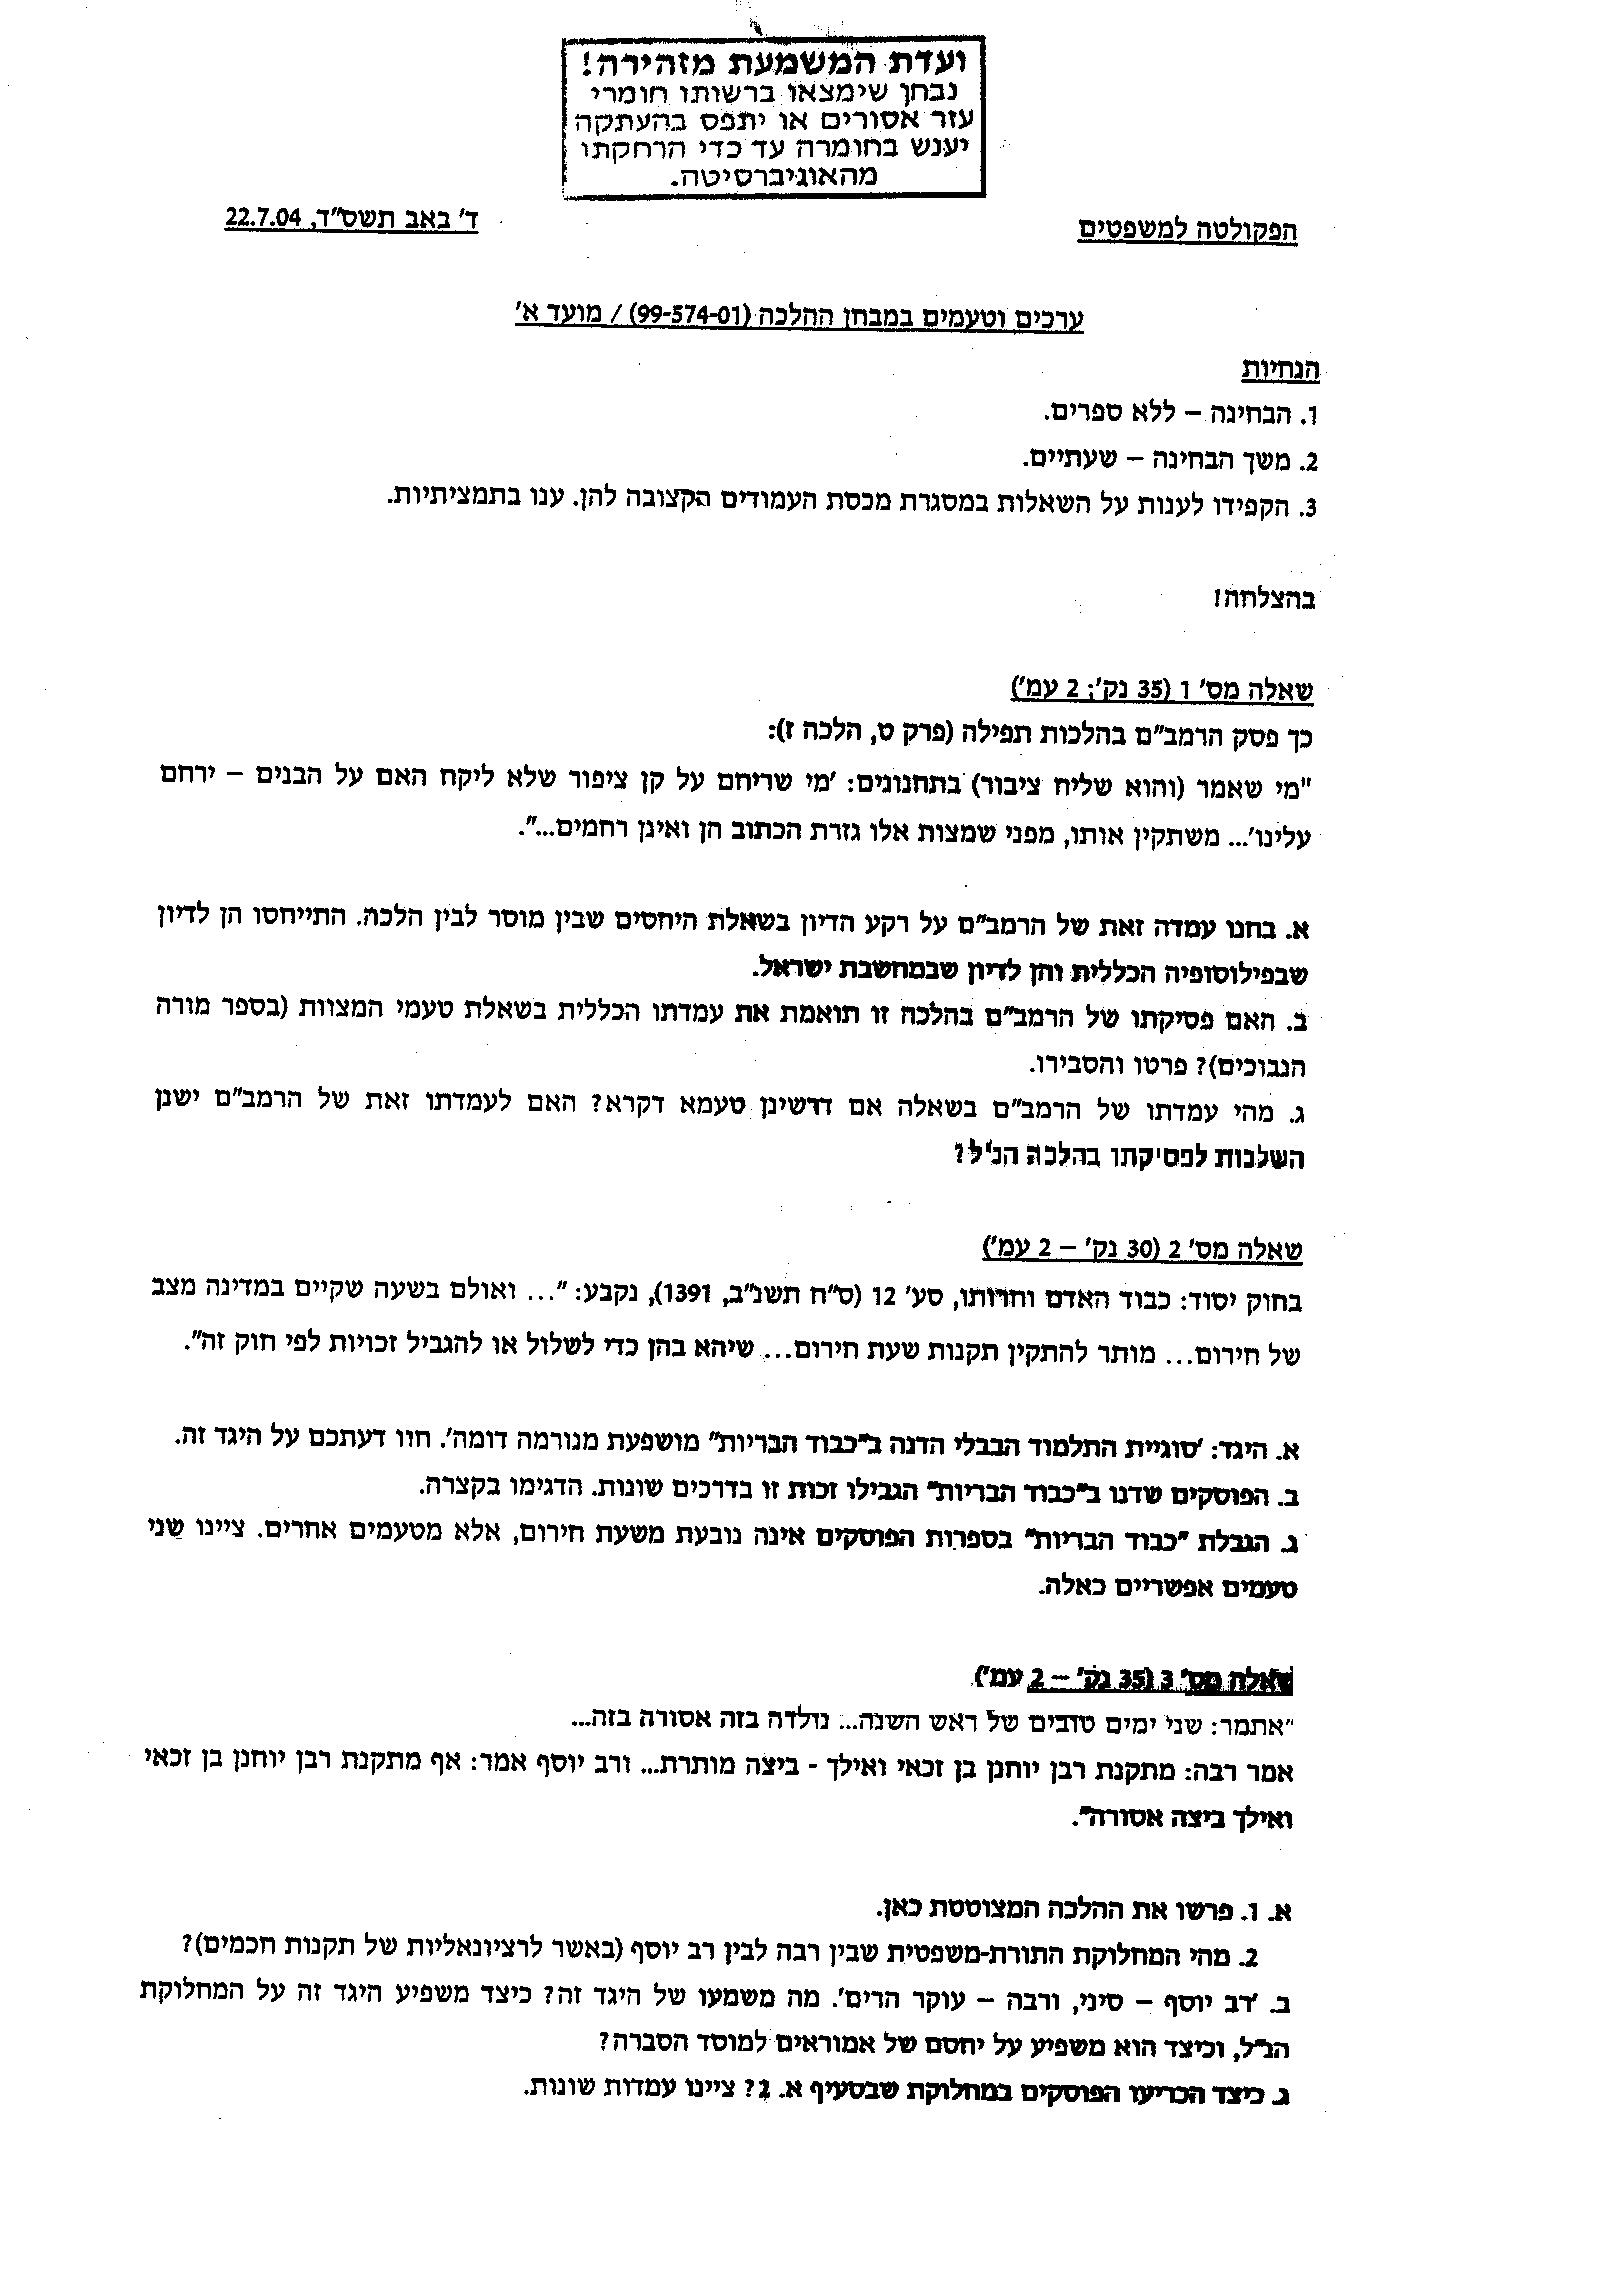 ועדת המשמעת מזהירה!
נבחן שימצאו ברשותו חומרי
עזר אסורים או יתפס בהעתקה
יענש בחומרה עד כדי הרחקתו
מהאוניברסיטה.
הפקולטה למשפטים
ד' באב תשס"ד, 22.7.04
ערכים וטעמים במבחן ההלכה (99-574-01) / מועד א'
הנחיות
1. הבחינה – ללא ספרים.
2. משך הבחינה – שעתיים.
3. הקפידו לענות על השאלות במסגרת מכסת העמודים הקצובה להן. ענו בתמציתיות.
בהצלחה!
שאלה מס' 1 (35 נק'; 2 עמ')
כך פסק הרמב"ם בהלכות תפילה (פרק ט, הלכה ז):
"מי שאמר (והוא שליח ציבור) בתחנונים: 'מי שריחם על קן ציפור שלא ליקח האם על הבנים – ירחם
עלינו'... משתקין אותו, מפני שמצות אלו גזרת הכתוב הן ואינן רחמים...".
א. בחנו עמדה זאת של הרמב"ם על רקע הדיון בשאלת היחסים שבין מוסר לבין הלכה. התייחסו הן לדיון
שבפילוסופיה הכללית והן לדיון שבמחשבת ישראל.
ב. האם פסיקתו של הרמב"ם בהלכה זו תואמת את עמדתו הכללית בשאלת טעמי המצוות (בספר מורה
הנבוכים)? פרטו והסבירו.
ג. מהי עמדתו של הרמב"ם בשאלה אם דרשינן טעמא דקרא? האם לעמדתו זאת של הרמב"ם ישנן
השלכות לפסיקתו בהלכה הנ"ל?
שאלה מס' 2 (30 נק' – 2 עמ')
בחוק יסוד: כבוד האדם וחרותו, סע' 12 (ס"ח תשנ"ב, 1391), נקבע: "... ואולם בשעה שקיים במדינה מצב
של חירום... מותר להתקין תקנות שעת חירום... שיהא בהן כדי לשלול או להגביל זכויות לפי חוק זה".
א. היגד: 'סוגיית התלמוד הבבלי הדנה ב"כבוד הבריות" מושפעת מנורמה דומה'. חוו דעתכם על היגד זה.
ב. הפוסקים שדנו ב"כבוד הבריות" הגבילו זכות זו בדרכים שונות. הדגימו בקצרה.
ג. הגבלת "כבוד הבריות" בספרות הפוסקים אינה נובעת משעת חירום, אלא מטעמים אחרים. ציינו שני
טעמים אפשריים כאלה.
שאלה מס' 3 (35 נק' – 2 עמ')
"אתמר: שני ימים טובים של ראש השנה... נולדה בזה אסורה בזה...
אמר רבה: מתקנת רבן יוחנן בן זכאי ואילך - ביצה מותרת... ורב יוסף אמר: אף מתקנת רבן יוחנן בן זכאי
ואילך ביצה אסורה".
א. 1. פרשו את ההלכה המצוטטת כאן.
2. מהי המחלוקת התורת-משפטית שבין רבה לבין רב יוסף (באשר לרציונאליות של תקנות חכמים)?
ב. 'רב יוסף – סיני, ורבה – עוקר הרים'. מה משמעו של היגד זה? כיצד משפיע היגד זה על המחלוקת
הנ"ל, וכיצד הוא משפיע על יחסם של אמוראים למוסד הסברה?
ג. כיצד הכריעו הפוסקים במחלוקת שבסעיף א. 2? ציינו עמדות שונות.